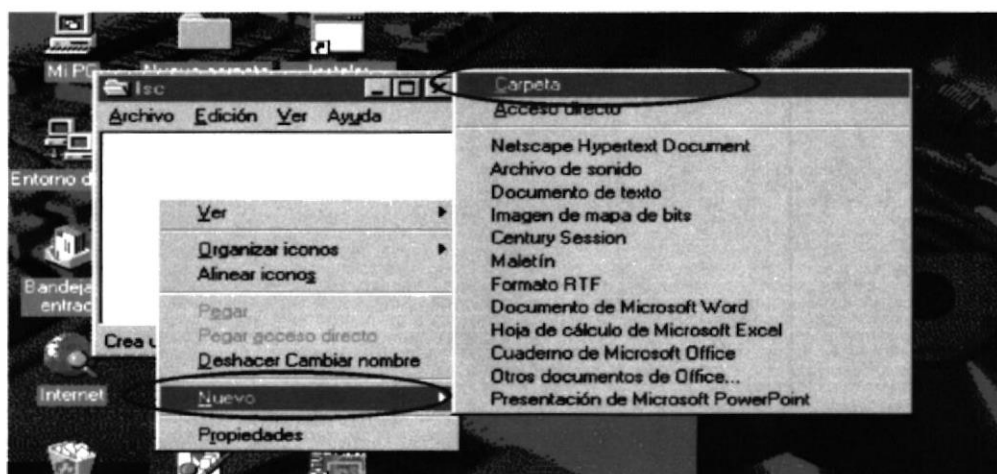 Mi PC
Isc
Archivo Edición Ver Ayuda
Entorno d
Bandeja
entrad
Crea u
Internet
Ver
Organizar iconos
Alinear iconos
Pegar
Pegar acceso directo
Deshacer Cambiar nombre
Nuevo
Propiedades
Carpeta
Acceso directo
Netscape Hypertext Document
Archivo de sonido
Documento de texto
Imagen de mapa de bits
Century Session
Maletín
Formato RTF
Documento de Microsoft Word
Hoja de cálculo de Microsoft Excel
Cuaderno de Microsoft Office
Otros documentos de Office...
Presentación de Microsoft PowerPoint